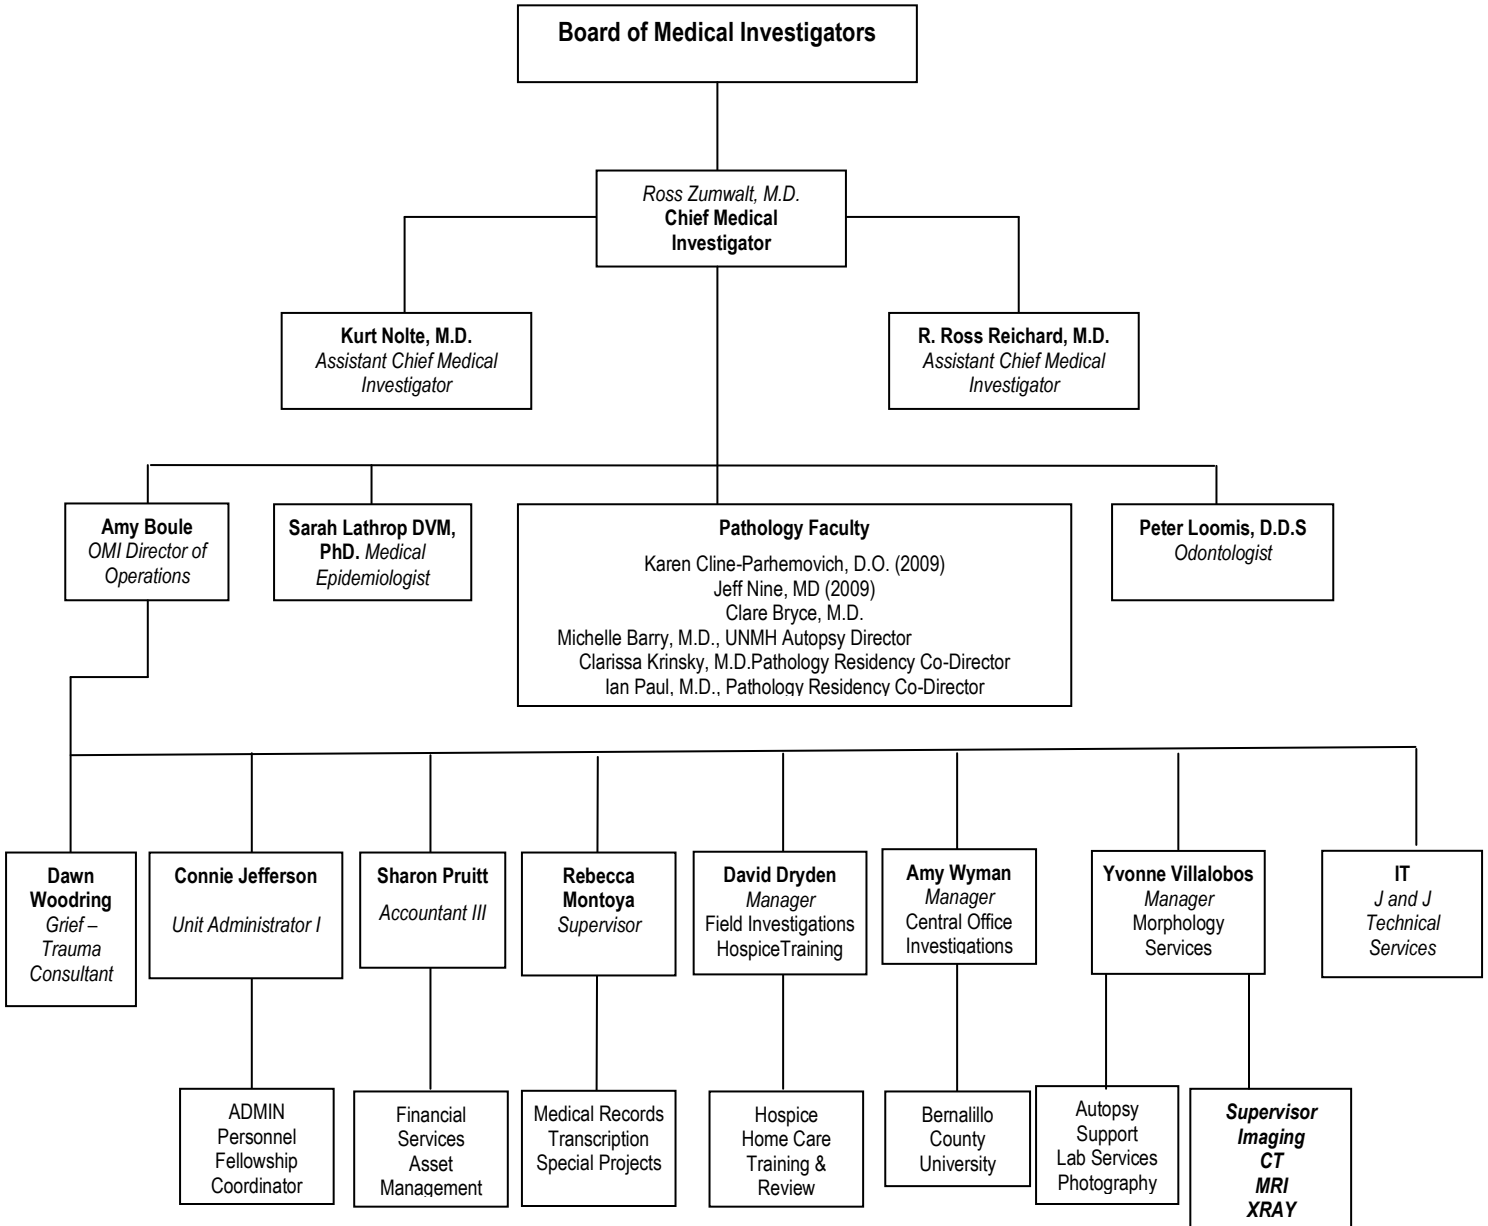 Board of Medical Investigators
Ross Zumwalt, M.D.
Chief Medical
Investigator
Kurt Nolte, M.D.
Assistant Chief Medical
Investigator
R. Ross Reichard, M.D.
Assistant Chief Medical
Investigator
Amy Boule
OMI Director of
Operations
Sarah Lathrop DVM,
PhD. Medical
Epidemiologist
Pathology Faculty
Karen Cline-Parhemovich, D.O. (2009)
Jeff Nine, MD (2009)
Clare Bryce, M.D.
Michelle Barry, M.D., UNMH Autopsy Director
Clarissa Krinsky, M.D.Pathology Residency Co-Director
Ian Paul, M.D., Pathology Residency Co-Director
Peter Loomis, D.D.S
Odontologist
Dawn
Woodring
Grief –
Trauma
Consultant
Connie Jefferson
Unit Administrator I
Sharon Pruitt
Accountant III
Rebecca
Montoya
Supervisor
David Dryden
Manager
Field Investigations
HospiceTraining
Amy Wyman
Manager
Central Office
Investigations
Yvonne Villalobos
Manager
Morphology
Services
IT
J and J
Technical
Services
ADMIN
Personnel
Fellowship
Coordinator
Financial
Services
Asset
Management
Medical Records
Transcription
Special Projects
Hospice
Home Care
Training &
Review
Bernalillo
County
University
Autopsy
Support
Lab Services
Photography
Supervisor
Imaging
CT
MRI
XRAY